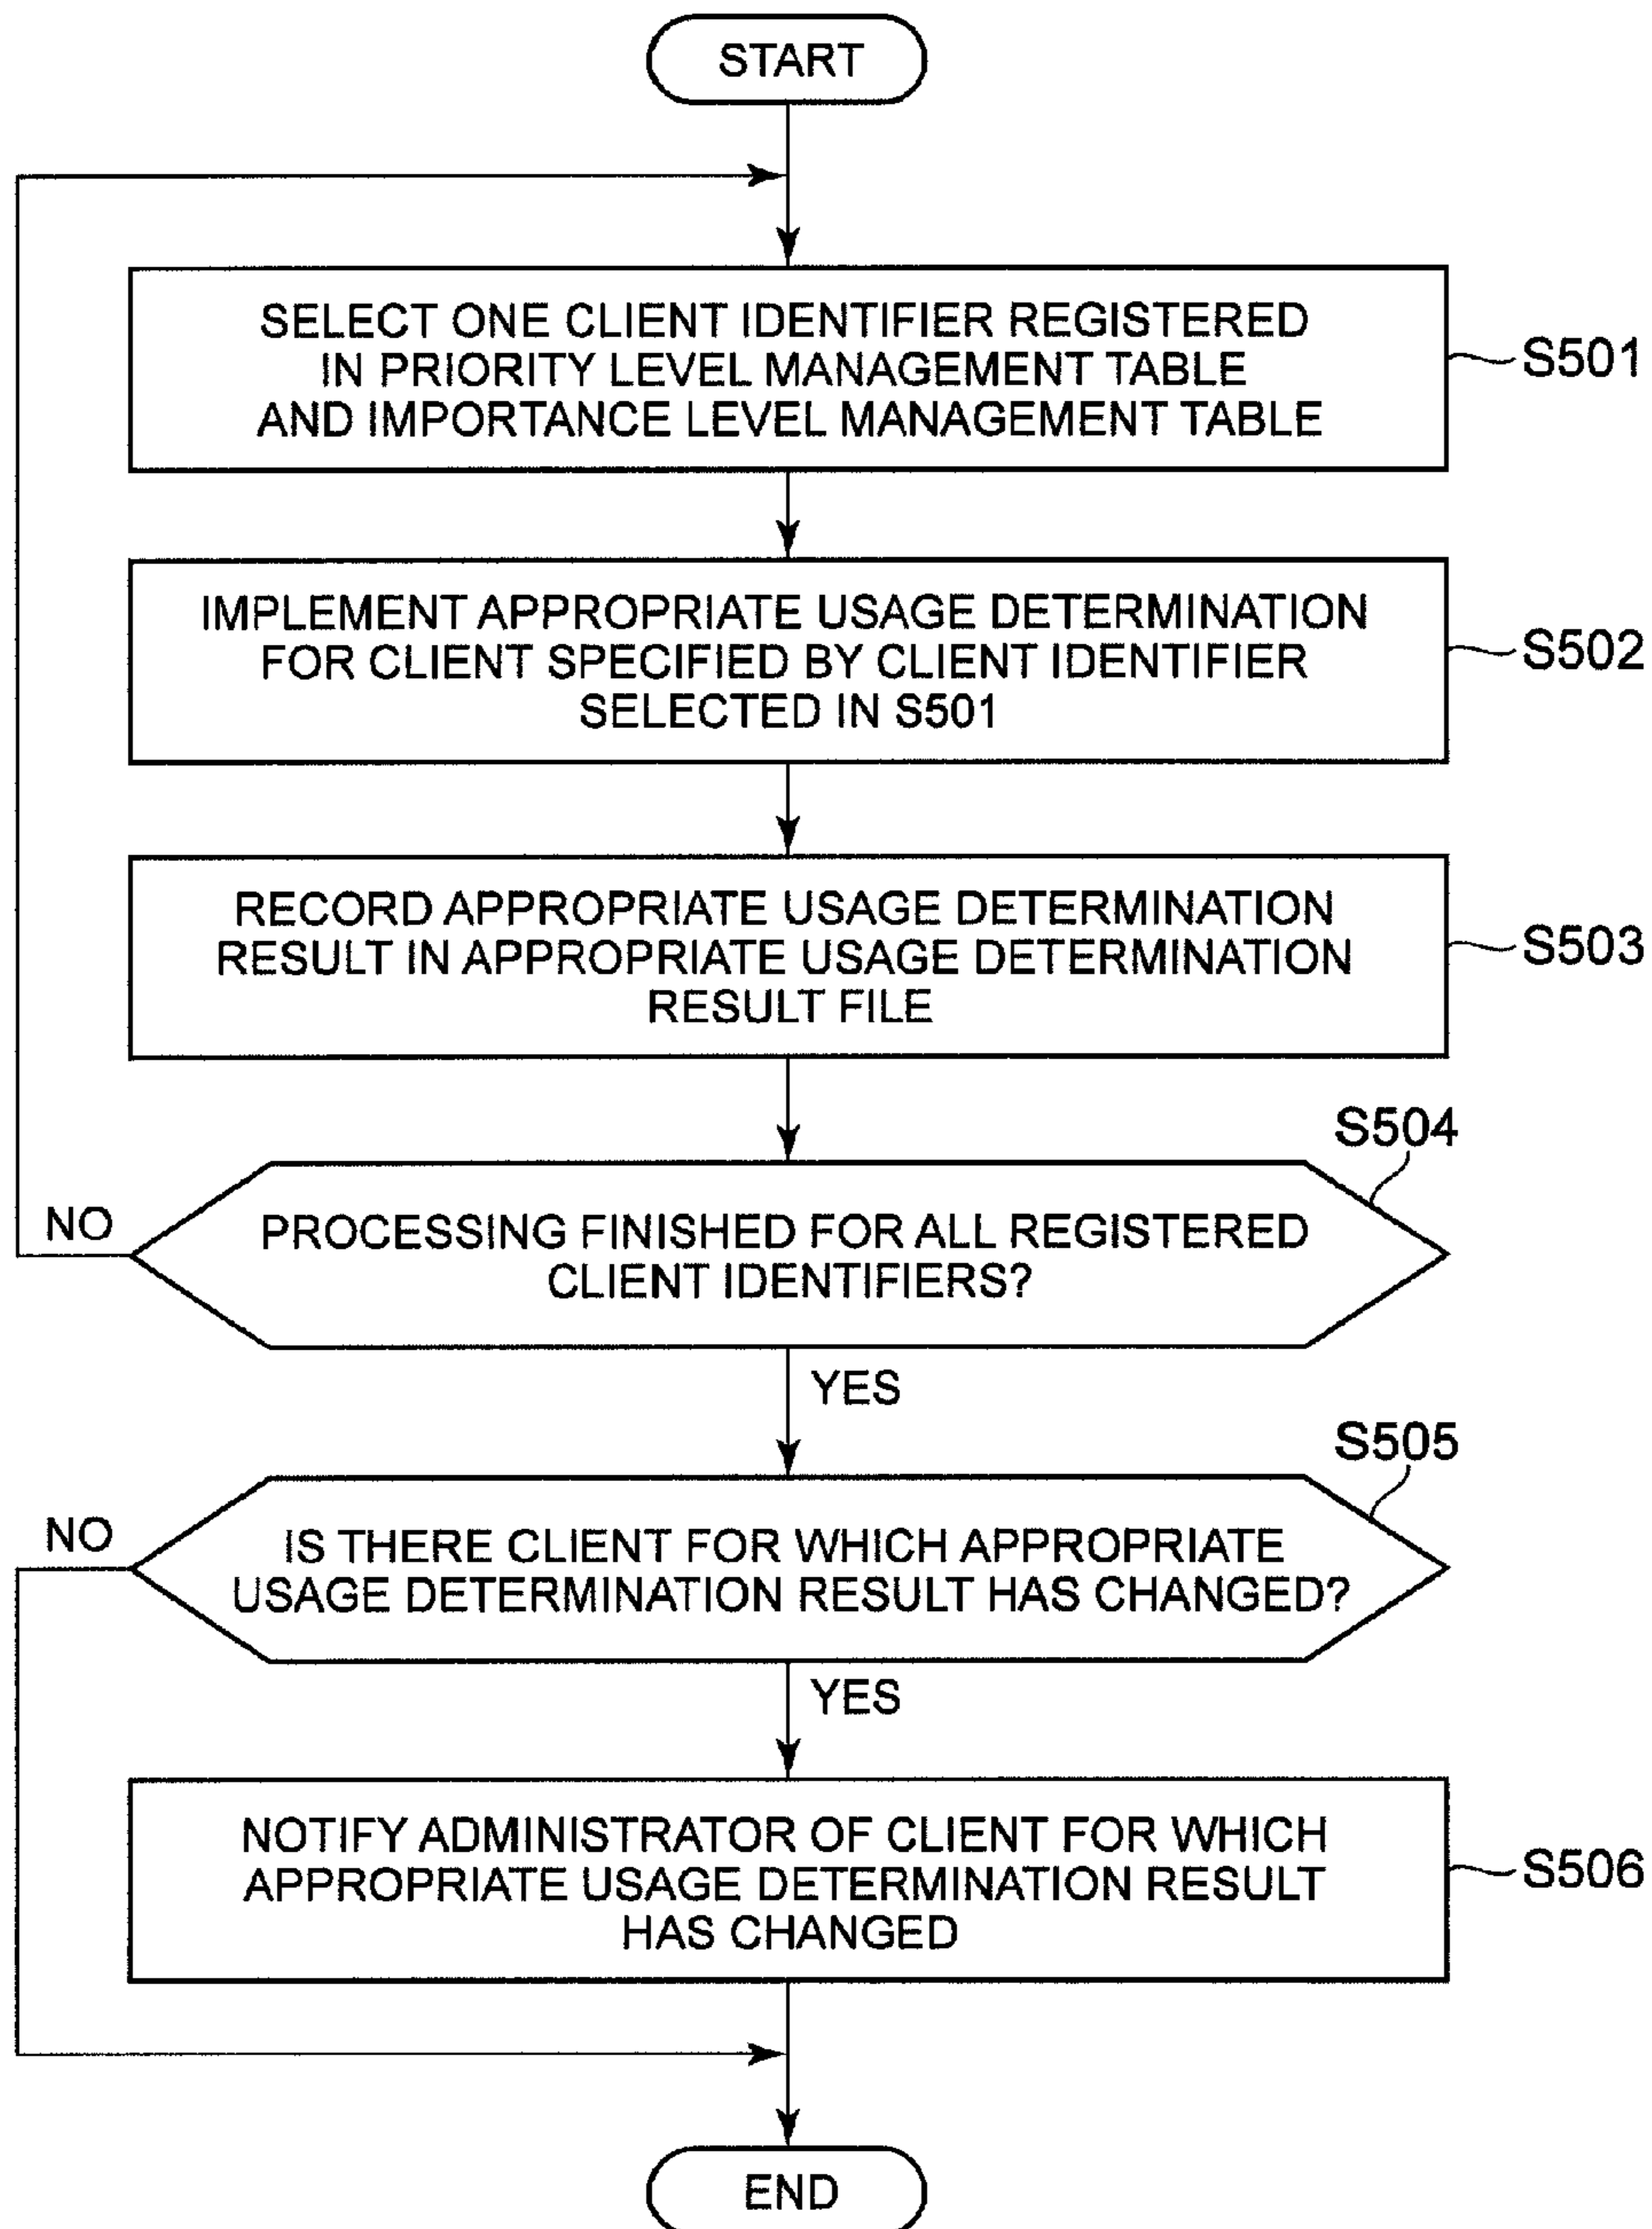 START
SELECT ONE CLIENT IDENTIFIER REGISTERED
IN PRIORITY LEVEL MANAGEMENT TABLE
AND IMPORTANCE LEVEL MANAGEMENT TABLE
S501
IMPLEMENT APPROPRIATE USAGE DETERMINATION
FOR CLIENT SPECIFIED BY CLIENT IDENTIFIER
SELECTED IN S501
S502
RECORD APPROPRIATE USAGE DETERMINATION
RESULT IN APPROPRIATE USAGE DETERMINATION
RESULT FILE
S503
S504
NO
PROCESSING FINISHED FOR ALL REGISTERED
CLIENT IDENTIFIERS?
YES
S505
NO
IS THERE CLIENT FOR WHICH APPROPRIATE
USAGE DETERMINATION RESULT HAS CHANGED?
YES
NOTIFY ADMINISTRATOR OF CLIENT FOR WHICH
APPROPRIATE USAGE DETERMINATION RESULT
HAS CHANGED
S506
END